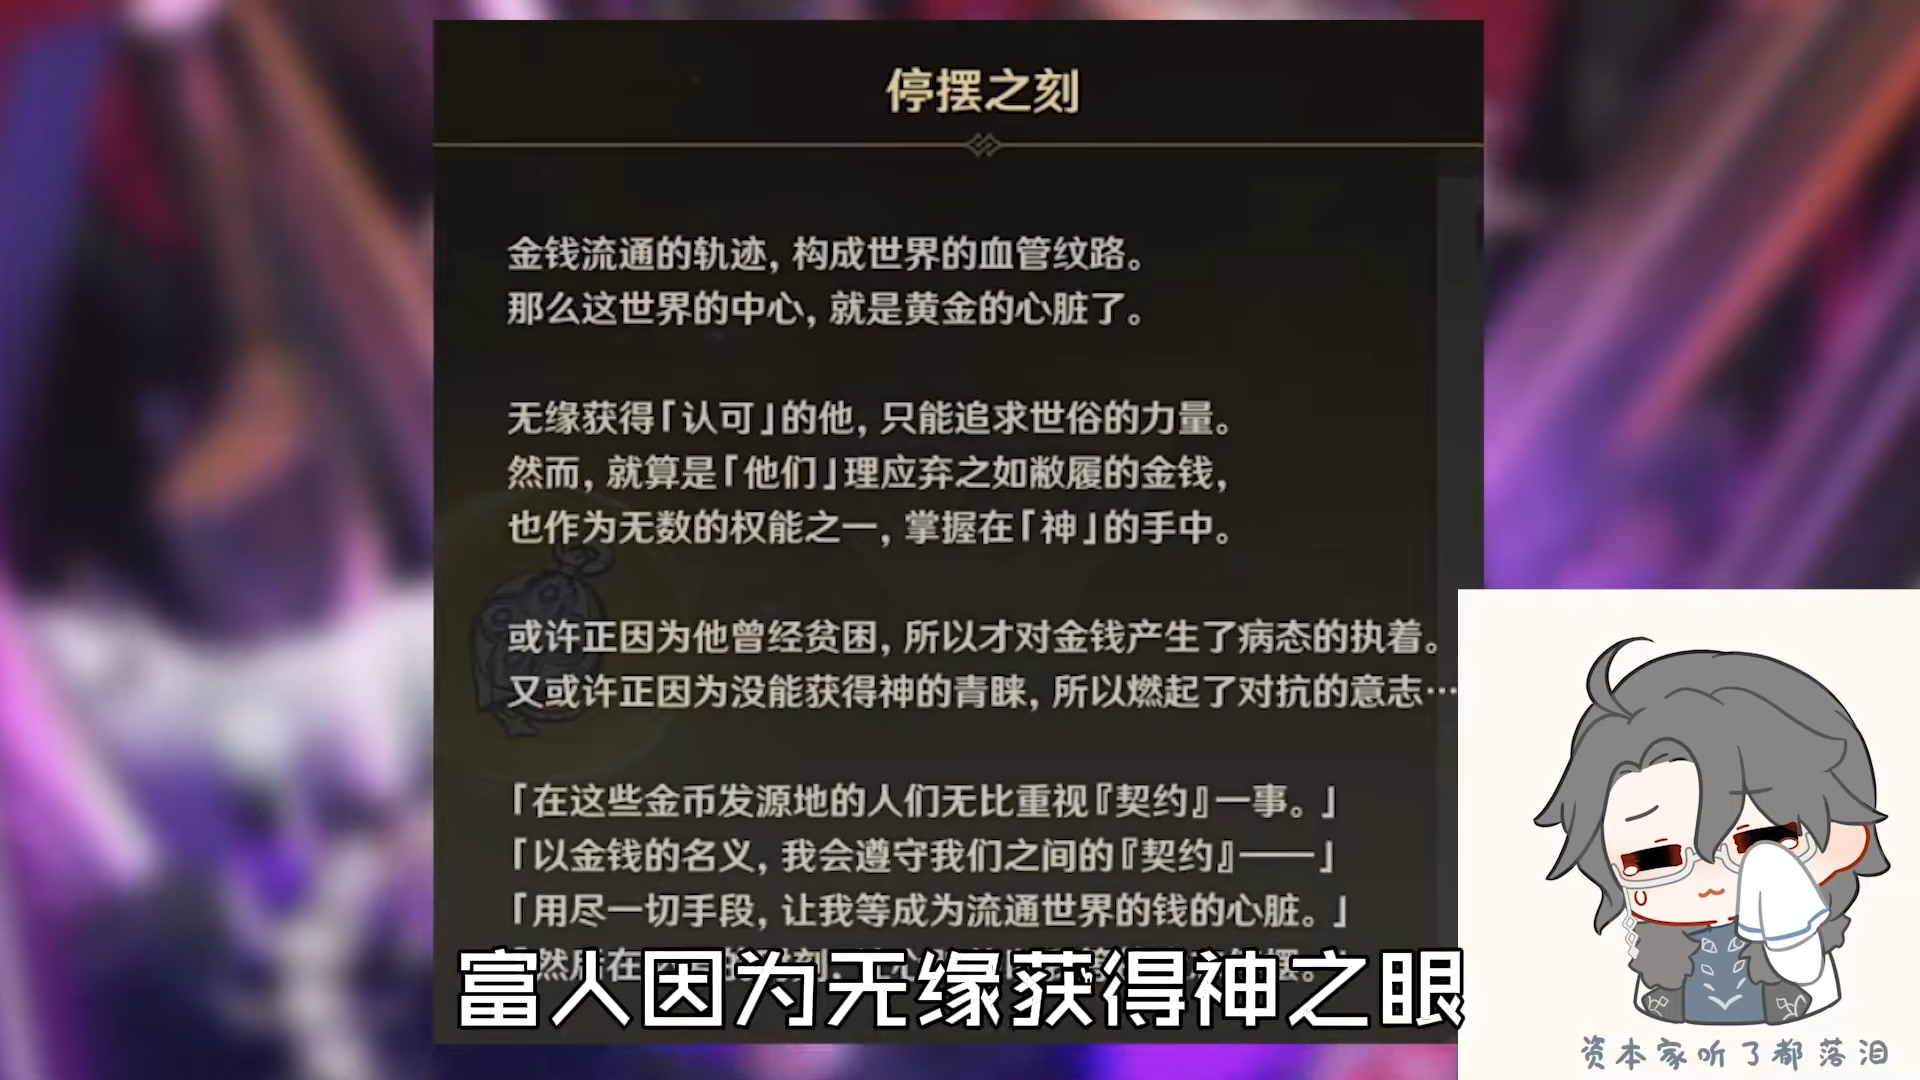 停摆之刻
金钱流通的轨迹，构成世界的血管纹路。
那么这世界的中心，就是黄金的心脏了。
无缘获得「认可」的他，只能追求世俗的力量。
然而，就算是「他们」理应弃之如敝履的金钱，
也作为无数的权能之一，掌握在「神」的手中。
或许正因为他曾经贫困，所以才对金钱产生了病态的执着。
又或许正因为没能获得神的青睐，所以燃起了对抗的意志…
「在这些金币发源地的人们无比重视『契约』一事。」
「以金钱的名义，我会遵守我们之间的『契约』——」
「用尽一切手段，让我等成为流通世界的钱的心脏。」
富人因为无缘获得神之眼
资本家听了都落泪